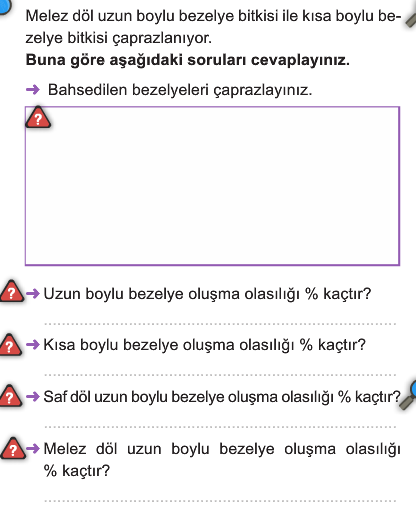 Melez döl uzun boylu bezelye bitkisi ile kısa boylu be-
zelye bitkisi çaprazlanıyor.
Buna göre aşağıdaki soruları cevaplayınız.
→ Bahsedilen bezelyeleri çaprazlayınız.
?
? → Uzun boylu bezelye oluşma olasılığı % kaçtır?
? → Kısa boylu bezelye oluşma olasılığı % kaçtır?
? → Saf döl uzun boylu bezelye oluşma olasılığı % kaçtır?
? → Melez döl uzun boylu bezelye oluşma olasılığı
% kaçtır?